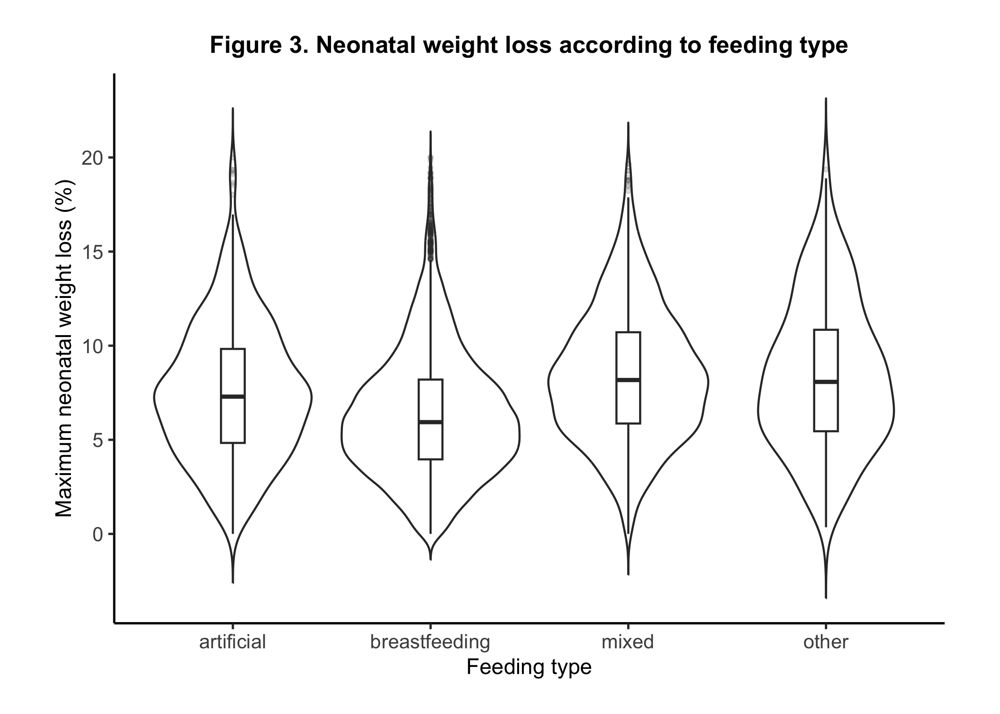 Figure 3. Neonatal weight loss according to feeding type
Maximum neonatal weight loss (%)
20
15
10
5
0
artificial
breastfeeding
mixed
other
Feeding type